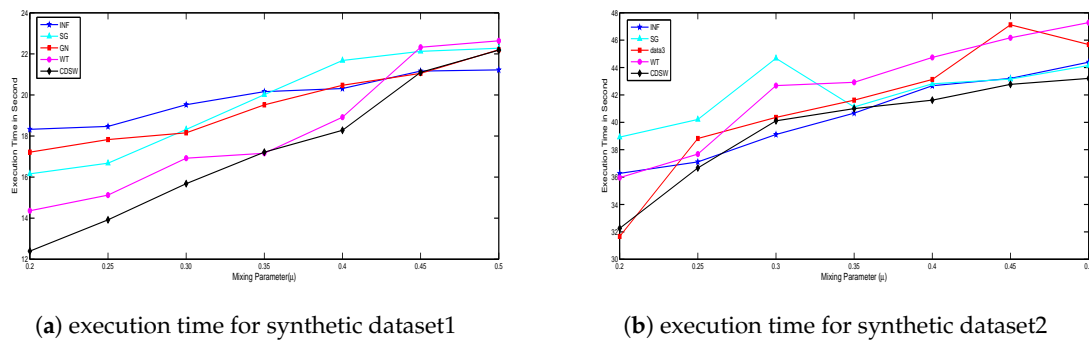 24
22
20
18
16
14
12
Execution Time in Second
INF
SG
GN
WT
CDSW
0.2 0.25 0.30 0.35 0.4 0.45 0.5
Mixing Parameter(µ)
(a) execution time for synthetic dataset1
48
46
44
42
40
38
36
34
32
30
Execution Time in Second
INF
SG
data3
WT
CDSW
0.2 0.25 0.3 0.35 0.4 0.45 0.5
Mixing Parameter (µ)
(b) execution time for synthetic dataset2